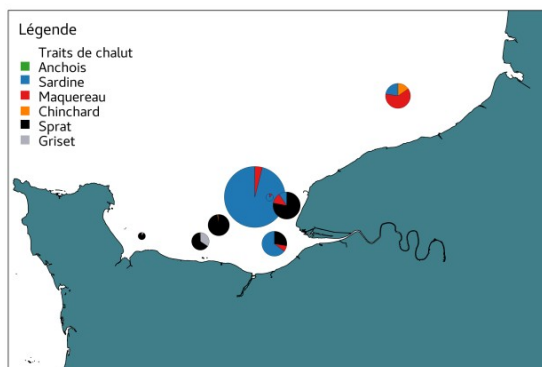 Légende
Traits de chalut
Anchois
Sardine
Maquereau
Chinchard
Sprat
Griset